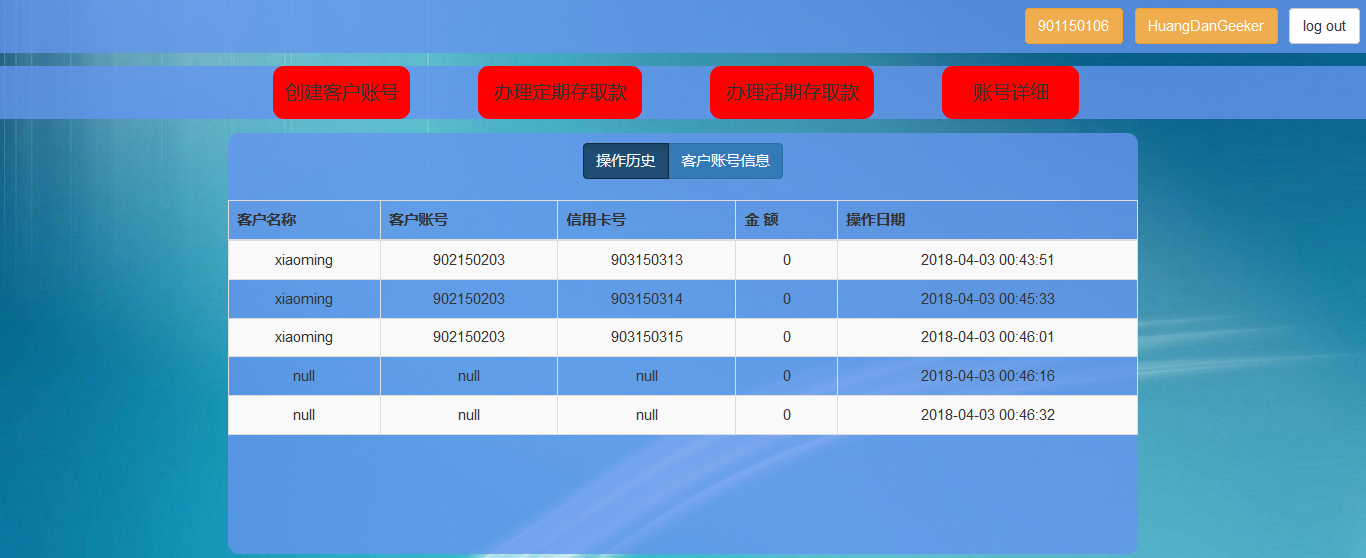 901150106 HuangDanGeeker log out
创建客户账号 办理定期存取款 办理活期存取款 账号详细
操作历史 客户账号信息
客户名称 客户账号 信用卡号 金 额 操作日期
xiaoming 902150203 903150313 0 2018-04-03 00:43:51
xiaoming 902150203 903150314 0 2018-04-03 00:45:33
xiaoming 902150203 903150315 0 2018-04-03 00:46:01
null null null 0 2018-04-03 00:46:16
null null null 0 2018-04-03 00:46:32